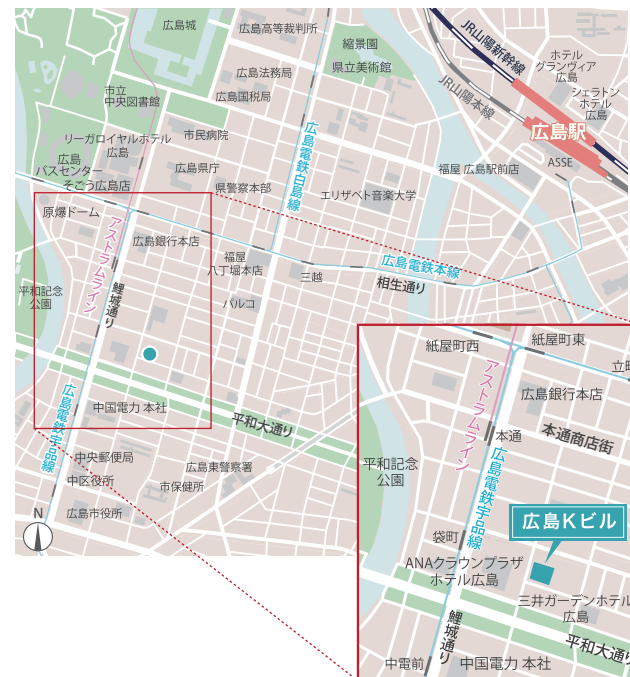 広島城
広島高等裁判所
縮景園
県立美術館
JR山陽新幹線
JR山陽本線
ホテル
グランヴィア
広島
シェラトン
ホテル
広島
広島駅
ASSE
福屋 広島駅前店
広島法務局
広島国税局
市立
中央図書館
リーガロイヤルホテル
広島
市民病院
広島電鉄白島線
広島
バスセンター
そごう広島店
広島県庁
県警察本部
エリザベト音楽大学
原爆ドーム
アストラムライン
広島銀行本店
福屋
八丁堀本店
三越
広島電鉄本線
相生通り
平和記念
公園
鯉城通り
パルコ
中国電力 本社
平和大通り
広島電鉄宇品線
中央郵便局
中区役所
広島東警察署
市保健所
広島市役所
N
紙屋町西
紙屋町東
立町
アストラムライン
広島銀行本店
本通
本通商店街
平和記念
公園
広島電鉄宇品線
広島Kビル
袋町
ANAクラウンプラザ
ホテル広島
三井ガーデンホテル
広島
鯉城通り
平和大通り
中電前
中国電力 本社